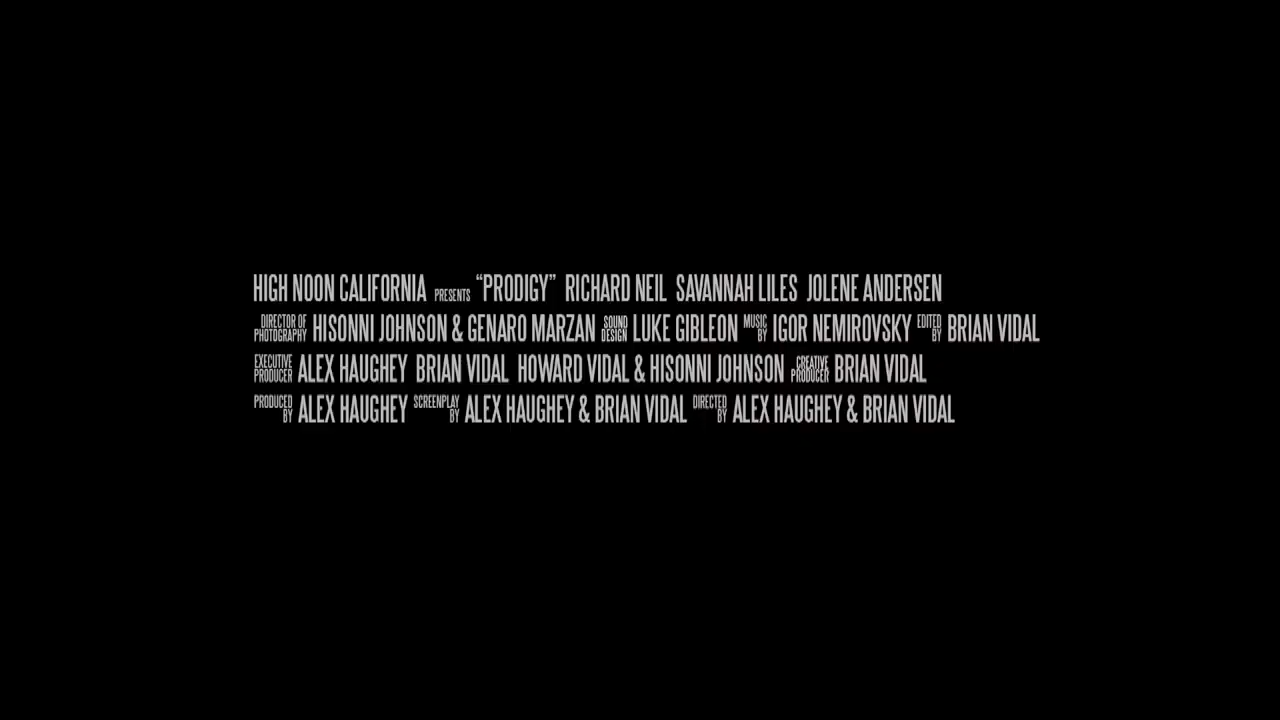 HIGH NOON CALIFORNIA PRESENTS “PRODIGY” RICHARD NEIL SAVANNAH LILES JOLENE ANDERSEN
DIRECTOR OF PHOTOGRAPHY HISONNI JOHNSON & GENARO MARZAN SOUND DESIGN LUKE GIBLEON MUSIC BY IGOR NEMIROVSKY EDITED BY BRIAN VIDAL
EXECUTIVE PRODUCER ALEX HAUGHEY BRIAN VIDAL HOWARD VIDAL & HISONNI JOHNSON CREATIVE PRODUCER BRIAN VIDAL
PRODUCED BY ALEX HAUGHEY SCREENPLAY BY ALEX HAUGHEY & BRIAN VIDAL DIRECTED BY ALEX HAUGHEY & BRIAN VIDAL